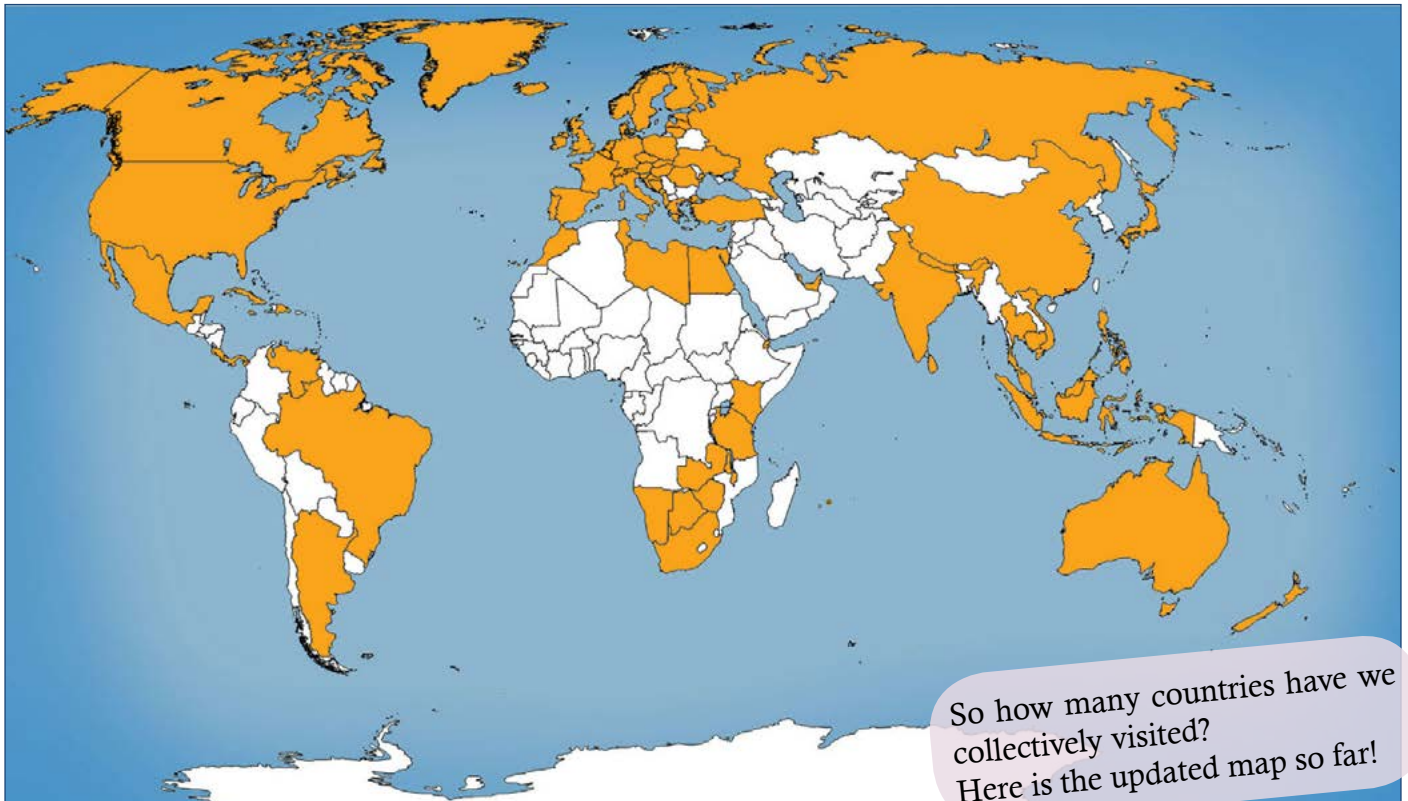 So how many countries have we
collectively visited?
Here is the updated map so far!